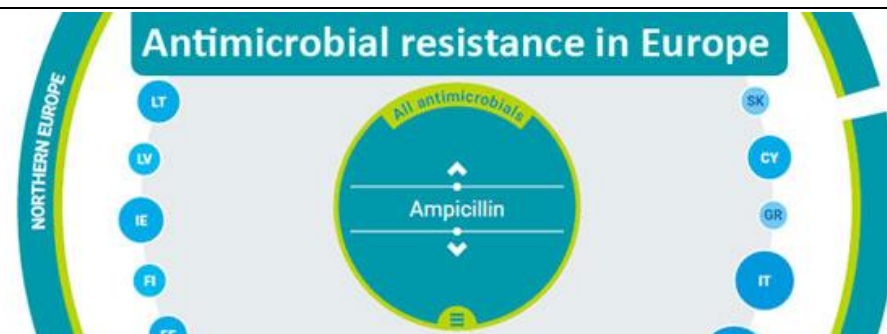 Antimicrobial resistance in Europe
NORTHERN EUROPE
All antimicrobials
LT
SK
LV
CY
Ampicillin
IE
GR
FI
IT